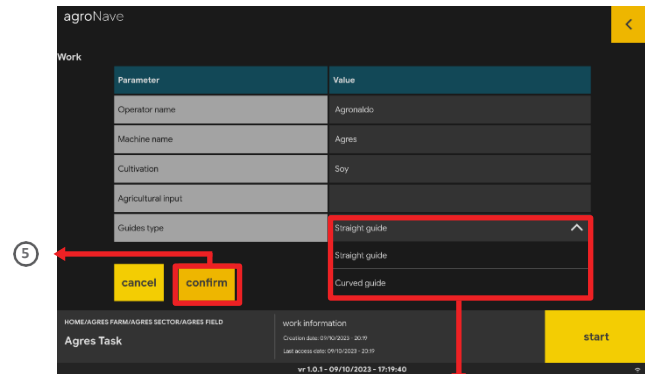 agroNave
Work
Parameter Value
Operator name Agronaldo
Machine name Agres
Cultivation Soy
Agricultural input
Guides type Straight guide
Straight guide
Curved guide
5
cancel confirm
HOME/AGRES FARM/AGRES SECTOR/AGRES FIELD
Agres Task
work information
Creation date: 09/10/2023 - 20:19
Last access date: 09/10/2023 - 20:19
start
vr 1.0.1 - 09/10/2023 - 17:19:40